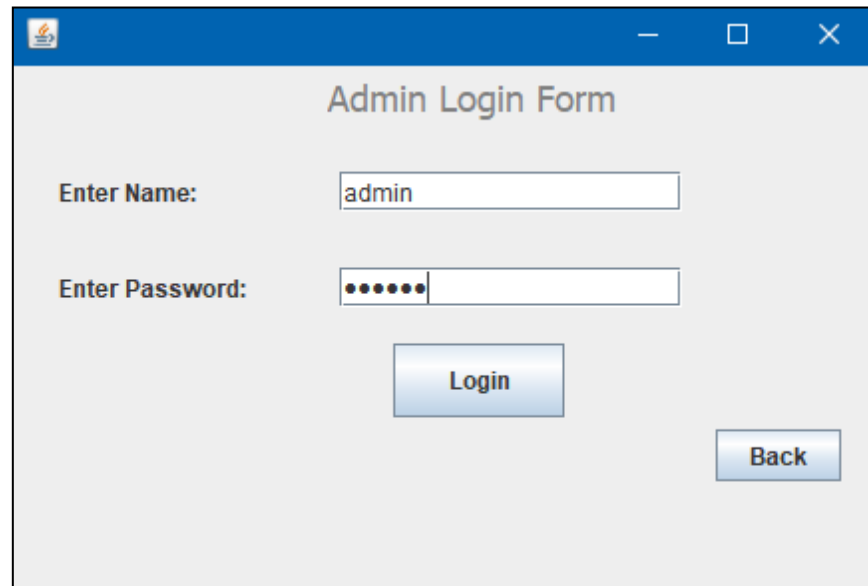 Admin Login Form
Enter Name: admin
Enter Password: ••••••
Login
Back